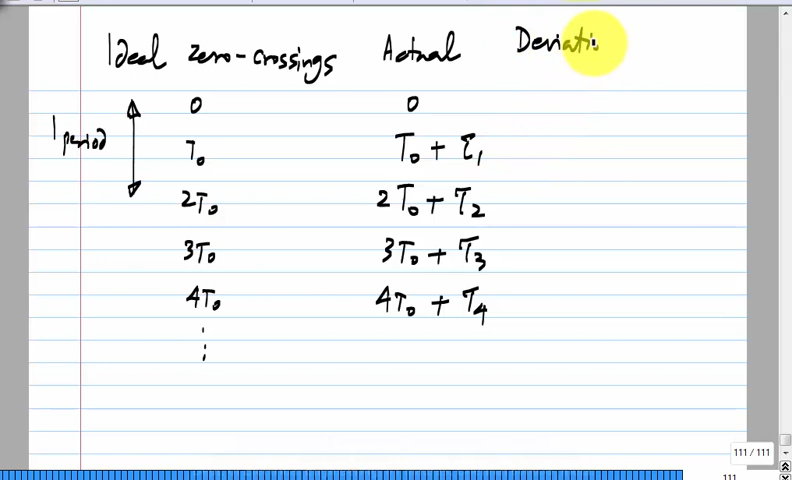 Ideal zero-crossings Actual Deviati
0 0
1 period T₀ T₀ + τ₁
2T₀ 2T₀ + τ₂
3T₀ 3T₀ + τ₃
4T₀ 4T₀ + τ₄
⋮
111 / 111
111